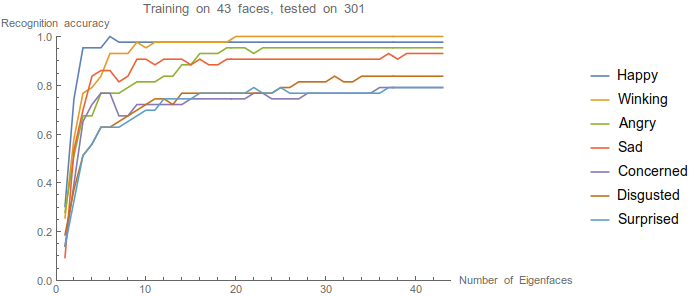 Training on 43 faces, tested on 301
Recognition accuracy
1.0
0.8
0.6
0.4
0.2
0.0
0 10 20 30 40
Number of Eigenfaces
Happy
Winking
Angry
Sad
Concerned
Disgusted
Surprised